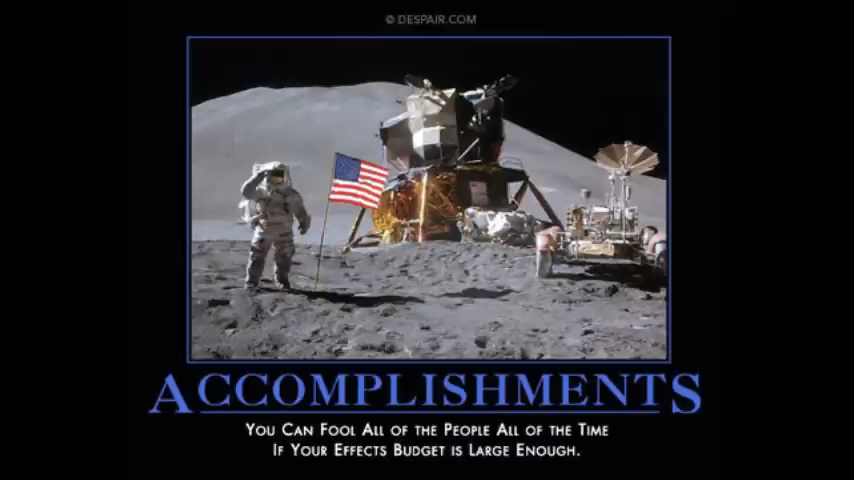 © DESPAIR.COM
ACCOMPLISHMENTS
YOU CAN FOOL ALL OF THE PEOPLE ALL OF THE TIME
IF YOUR EFFECTS BUDGET IS LARGE ENOUGH.